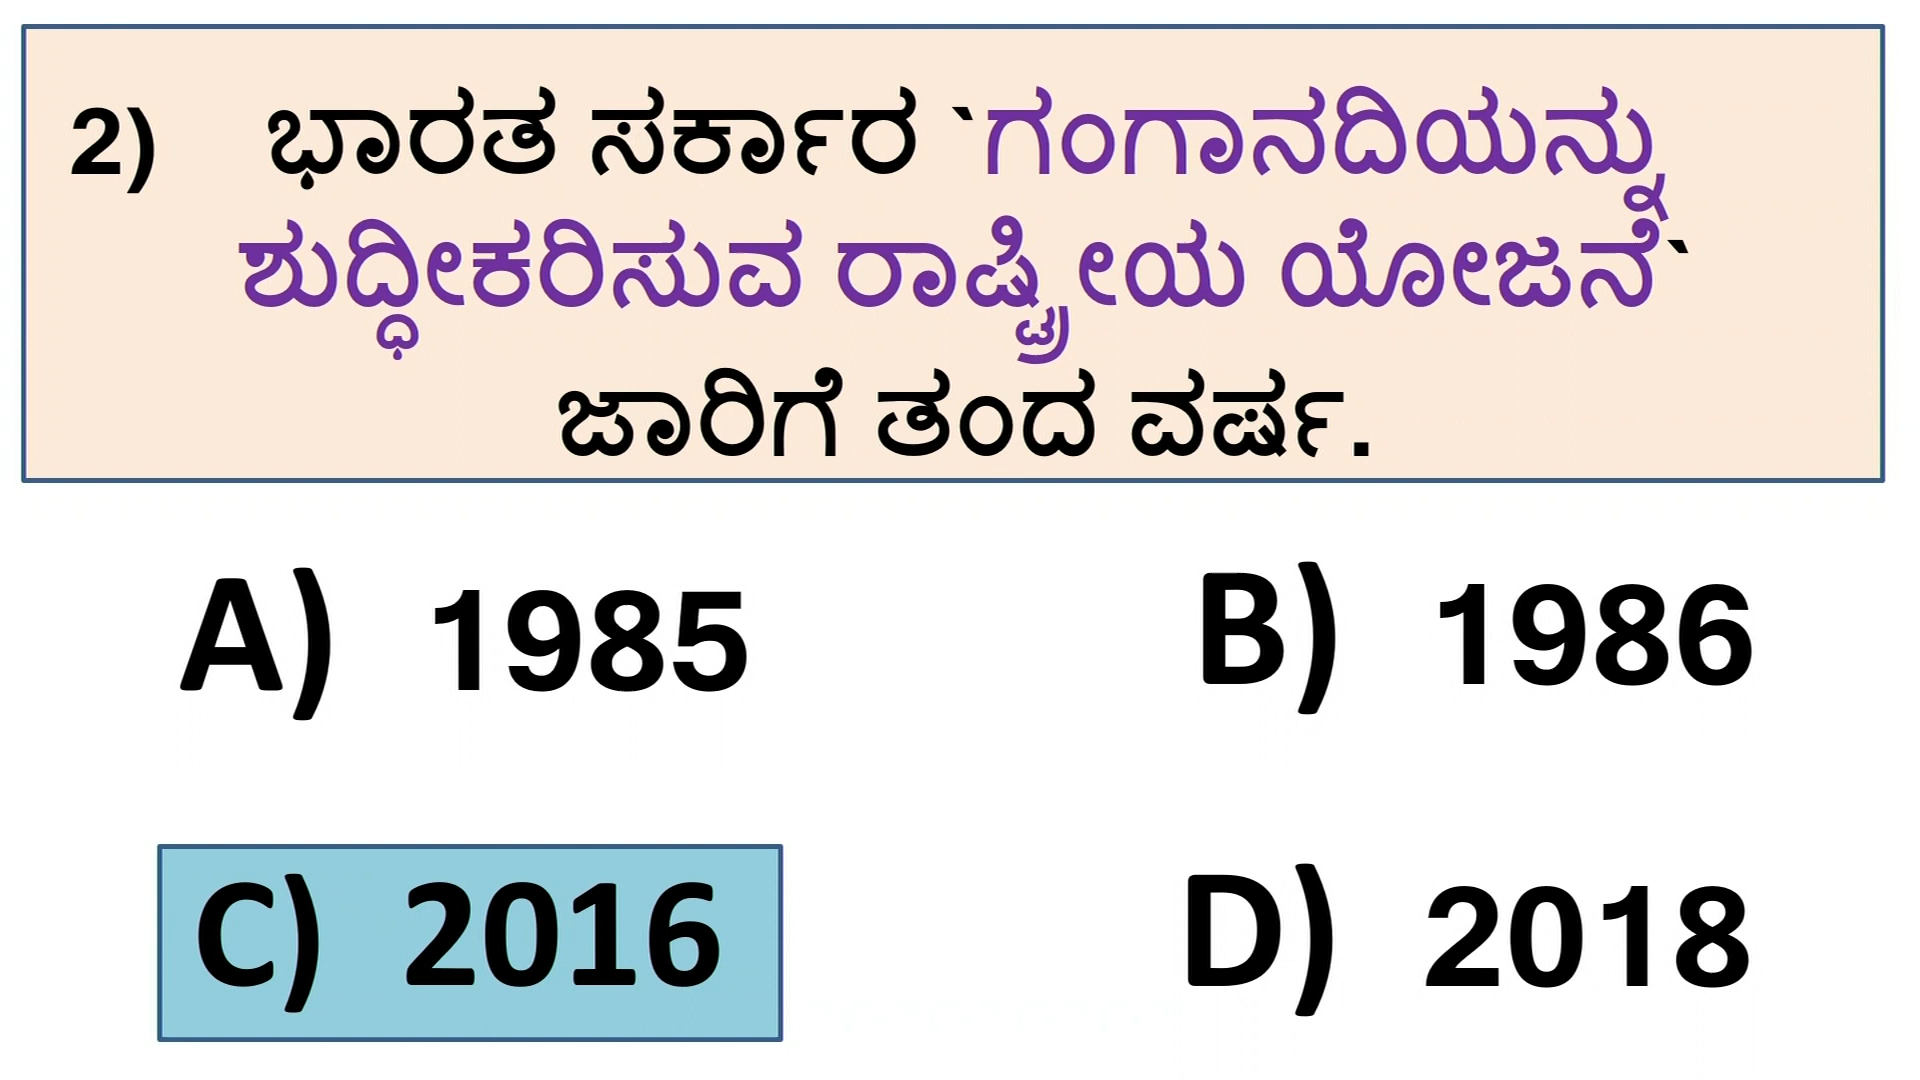 2) ಭಾರತ ಸರ್ಕಾರ `ಗಂಗಾನದಿಯನ್ನು
ಶುದ್ಧೀಕರಿಸುವ ರಾಷ್ಟ್ರೀಯ ಯೋಜನೆ`
ಜಾರಿಗೆ ತಂದ ವರ್ಷ.
A) 1985
B) 1986
C) 2016
D) 2018